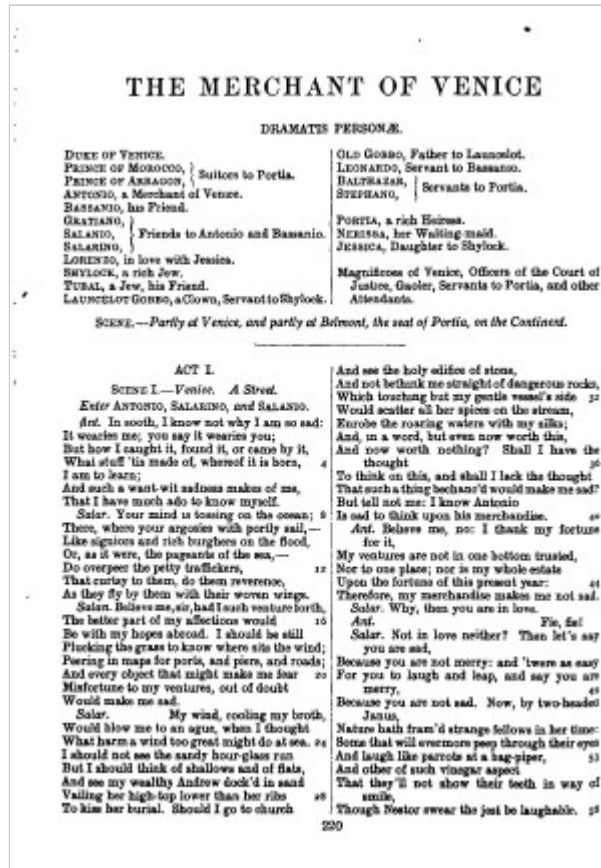 THE MERCHANT OF VENICE
DRAMATIS PERSONÆ.
DUKE OF VENICE.
PRINCE OF MOROCCO,
PRINCE OF ARRAGON,
Suitors to Portia.
ANTONIO, a Merchant of Venice.
BASSANIO, his Friend.
GRATIANO,
SALANIO,
SALARINO,
Friends to Antonio and Bassanio.
LORENZO, in love with Jessica.
SHYLOCK, a rich Jew.
TUBAL, a Jew, his Friend.
LAUNCELOT GOBBO, a Clown, Servant to Shylock.
OLD GOBBO, Father to Launcelot.
LEONARDO, Servant to Bassanio.
BALTHAZAR,
STEPHANO,
Servants to Portia.
PORTIA, a rich Heiress.
NERISSA, her Waiting-maid.
JESSICA, Daughter to Shylock.
Magnificoes of Venice, Officers of the Court of
Justice, Gaoler, Servants to Portia, and other
Attendants.
SCENE.—Partly at Venice, and partly at Belmont, the seat of Portia, on the Continent.
ACT I.
SCENE I.—Venice. A Street.
Enter ANTONIO, SALARINO, and SALANIO.
Ant. In sooth, I know not why I am so sad:
It wearies me; you say it wearies you;
But how I caught it, found it, or came by it,
What stuff 'tis made of, whereof it is born, 4
I am to learn;
And such a want-wit sadness makes of me,
That I have much ado to know myself.
Salar. Your mind is tossing on the ocean; 8
There, where your argosies with portly sail,—
Like signiors and rich burghers on the flood,
Or, as it were, the pageants of the sea,—
Do overpeer the petty traffickers, 12
That curtsy to them, do them reverence,
As they fly by them with their woven wings.
Salan. Believe me, sir, had I such venture forth,
The better part of my affections would 16
Be with my hopes abroad. I should be still
Plucking the grass to know where sits the wind;
Peering in maps for ports, and piers, and roads;
And every object that might make me fear 20
Misfortune to my ventures, out of doubt
Would make me sad.
Salar. My wind, cooling my broth,
Would blow me to an ague, when I thought
What harm a wind too great might do at sea. 24
I should not see the sandy hour-glass run
But I should think of shallows and of flats,
And see my wealthy Andrew dock'd in sand
Vailing her high-top lower than her ribs 28
To kiss her burial. Should I go to church
And see the holy edifice of stone,
And not bethink me straight of dangerous rocks,
Which touching but my gentle vessel's side 32
Would scatter all her spices on the stream,
Enrobe the roaring waters with my silks;
And, in a word, but even now worth this,
And now worth nothing? Shall I have the
thought 36
To think on this, and shall I lack the thought
That such a thing bechanc'd would make me sad?
But tell not me: I know Antonio
Is sad to think upon his merchandise. 40
Ant. Believe me, no: I thank my fortune
for it,
My ventures are not in one bottom trusted,
Nor to one place; nor is my whole estate
Upon the fortune of this present year: 44
Therefore, my merchandise makes me not sad.
Salar. Why, then you are in love.
Ant. Fie, fie!
Salar. Not in love neither? Then let's say
you are sad,
Because you are not merry: and 'twere as easy
For you to laugh and leap, and say you are
merry, 48
Because you are not sad. Now, by two-headed
Janus,
Nature hath fram'd strange fellows in her time:
Some that will evermore peep through their eyes
And laugh like parrots at a bag-piper, 52
And other of such vinegar aspect
That they'll not show their teeth in way of
smile,
Though Nestor swear the jest be laughable. 56
220